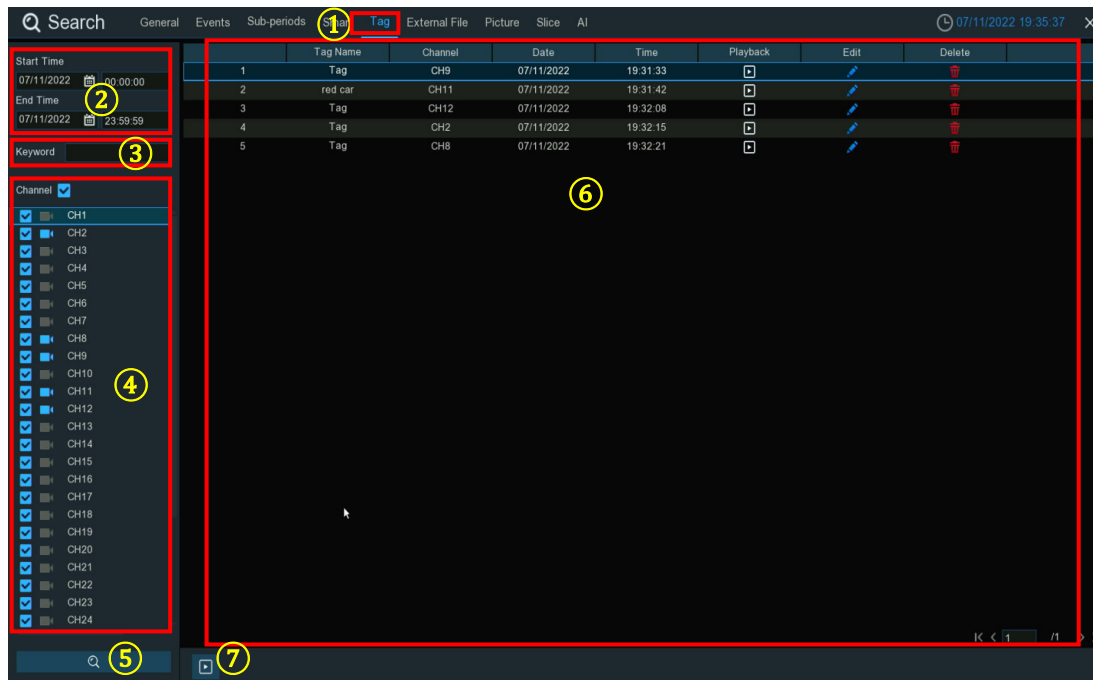 Search General Events Sub-periods Smart Tag External File Picture Slice AI 07/11/2022 19:35:37
①
Start Time
07/11/2022 00:00:00
End Time
07/11/2022 23:59:59
②
Keyword
③
Channel
CH1
CH2
CH3
CH4
CH5
CH6
CH7
CH8
CH9
CH10
CH11
CH12
CH13
CH14
CH15
CH16
CH17
CH18
CH19
CH20
CH21
CH22
CH23
CH24
④
⑤
Tag Name Channel Date Time Playback Edit Delete
1 Tag CH9 07/11/2022 19:31:33
2 red car CH11 07/11/2022 19:31:42
3 Tag CH12 07/11/2022 19:32:08
4 Tag CH2 07/11/2022 19:32:15
5 Tag CH8 07/11/2022 19:32:21
⑥
1 /1
⑦